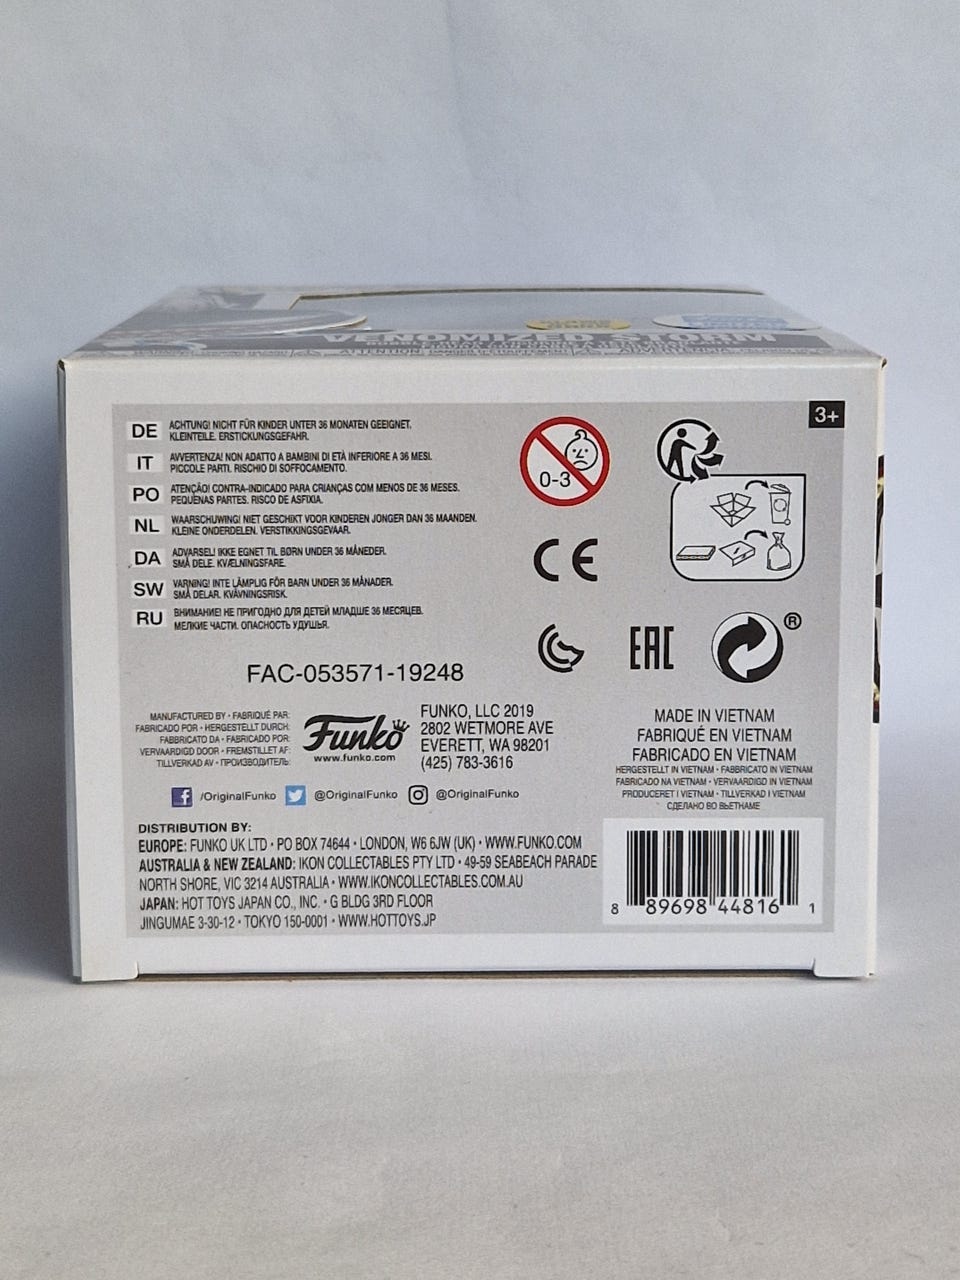 VENOMIZED STORM
3+
DE ACHTUNG! NICHT FÜR KINDER UNTER 36 MONATEN GEEIGNET.
KLEINTEILE. ERSTICKUNGSGEFAHR.
IT AVVERTENZA! NON ADATTO A BAMBINI DI ETÀ INFERIORE A 36 MESI.
PICCOLE PARTI. RISCHIO DI SOFFOCAMENTO.
PO ATENÇÃO! CONTRA-INDICADO PARA CRIANÇAS COM MENOS DE 36 MESES.
PEQUENAS PARTES. RISCO DE ASFIXIA.
NL WAARSCHUWING! NIET GESCHIKT VOOR KINDEREN JONGER DAN 36 MAANDEN.
KLEINE ONDERDELEN. VERSTIKKINGSGEVAAR.
DA ADVARSEL! IKKE EGNET TIL BØRN UNDER 36 MÅNEDER.
SMÅ DELE. KVÆLNINGSFARE.
SW VARNING! INTE LÄMPLIG FÖR BARN UNDER 36 MÅNADER.
SMÅ DELAR. KVÄVNINGSRISK.
RU ВНИМАНИЕ! НЕ ПРИГОДНО ДЛЯ ДЕТЕЙ МЛАДШЕ 36 МЕСЯЦЕВ.
МЕЛКИЕ ЧАСТИ. ОПАСНОСТЬ УДУШЬЯ.
0-3
CE
EAC
®
FAC-053571-19248
MANUFACTURED BY • FABRIQUÉ PAR:
FABRICADO POR • HERGESTELLT DURCH:
FABBRICATO DA • FABRICADO POR:
VERVAARDIGD DOOR • FREMSTILLET AF:
TILLVERKAD AV • ПРОИЗВОДИТЕЛЬ:
Funko
www.funko.com
FUNKO, LLC 2019
2802 WETMORE AVE
EVERETT, WA 98201
(425) 783-3616
MADE IN VIETNAM
FABRIQUÉ EN VIETNAM
FABRICADO EN VIETNAM
HERGESTELLT IN VIETNAM • FABBRICATO IN VIETNAM
FABRICADO NA VIETNAM • VERVAARDIGD IN VIETNAM
PRODUCERET I VIETNAM • TILLVERKAD I VIETNAM
СДЕЛАНО ВО ВЬЕТНАМЕ
/OriginalFunko @OriginalFunko @OriginalFunko
DISTRIBUTION BY:
EUROPE: FUNKO UK LTD • PO BOX 74644 • LONDON, W6 6JW (UK) • WWW.FUNKO.COM
AUSTRALIA & NEW ZEALAND: IKON COLLECTABLES PTY LTD • 49-59 SEABEACH PARADE
NORTH SHORE, VIC 3214 AUSTRALIA • WWW.IKONCOLLECTABLES.COM.AU
JAPAN: HOT TOYS JAPAN CO., INC. • G BLDG 3RD FLOOR
JINGUMAE 3-30-12 • TOKYO 150-0001 • WWW.HOTTOYS.JP
8 89698 44816 1